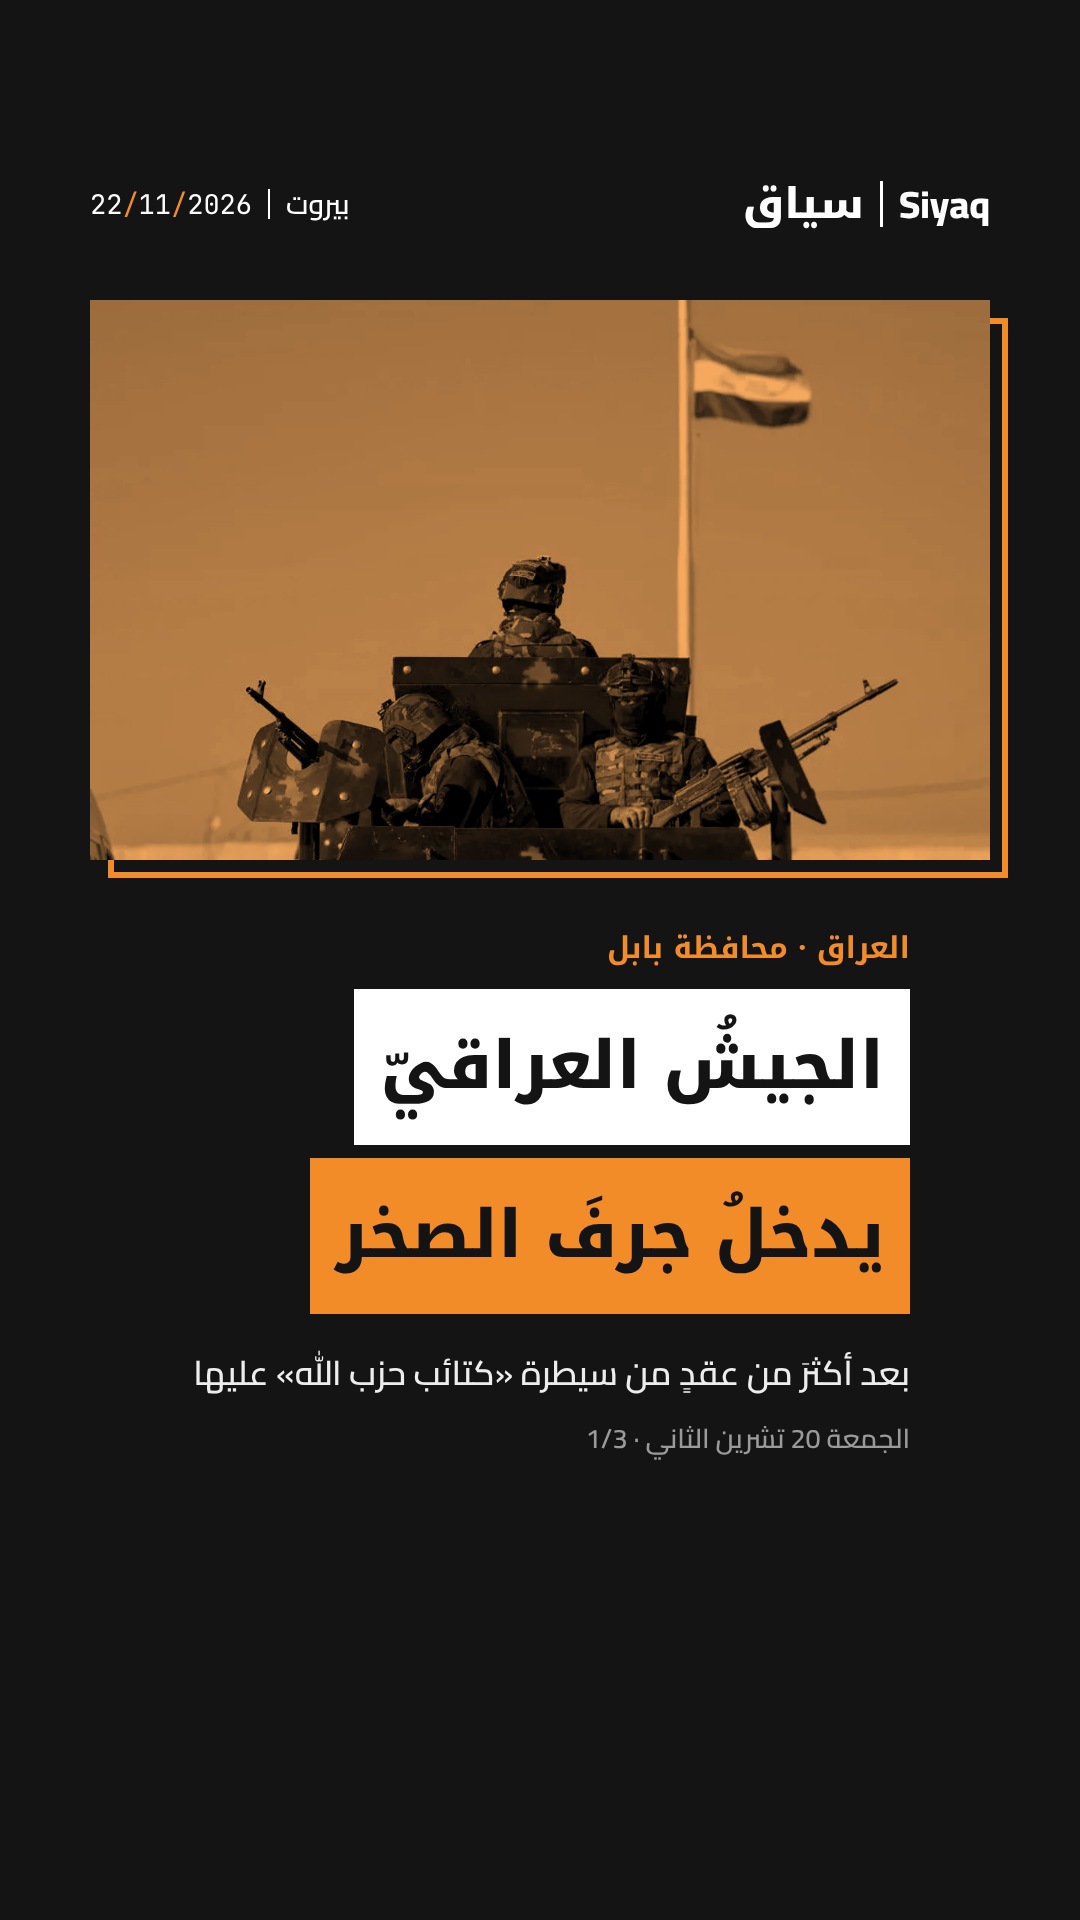 Siyaq | سياق
بيروت | 22/11/2026
العراق · محافظة بابل
الجيشُ العراقيّ
يدخلُ جرفَ الصخر
بعد أكثرَ من عقدٍ من سيطرة «كتائب حزب الله» عليها
الجمعة 20 تشرين الثاني · 1/3